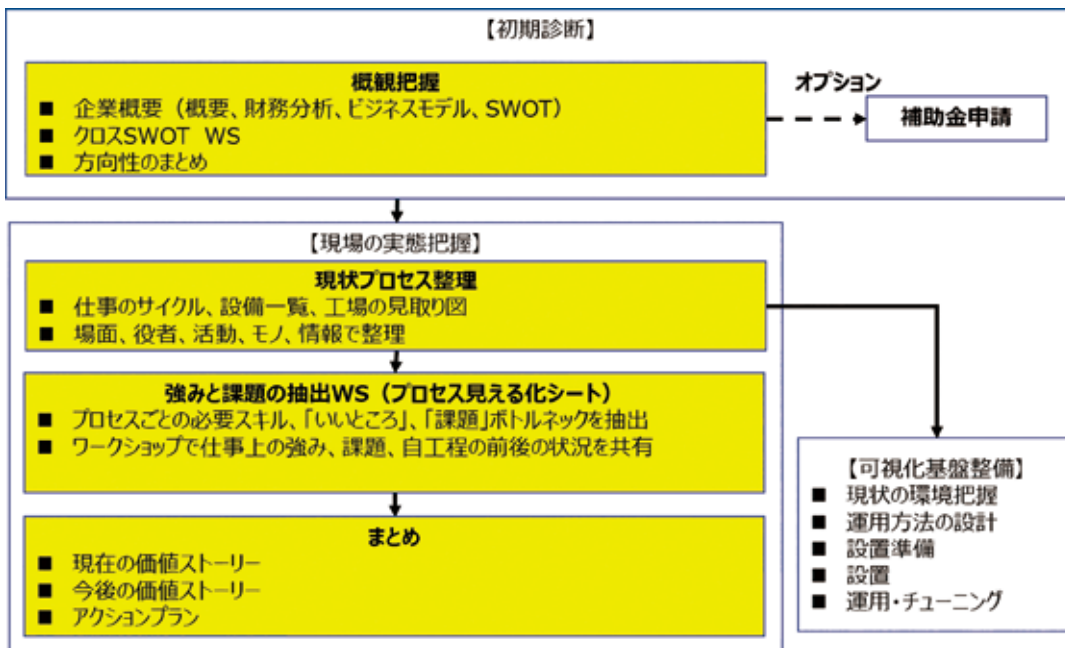 【初期診断】
概観把握
■ 企業概要（概要、財務分析、ビジネスモデル、SWOT）
■ クロスSWOT WS
■ 方向性のまとめ
オプション
補助金申請
【現場の実態把握】
現状プロセス整理
■ 仕事のサイクル、設備一覧、工場の見取り図
■ 場面、役者、活動、モノ、情報で整理
強みと課題の抽出WS（プロセス見える化シート）
■ プロセスごとの必要スキル、「いいところ」、「課題」ボトルネックを抽出
■ ワークショップで仕事上の強み、課題、自工程の前後の状況を共有
まとめ
■ 現在の価値ストーリー
■ 今後の価値ストーリー
■ アクションプラン
【可視化基盤整備】
■ 現状の環境把握
■ 運用方法の設計
■ 設置準備
■ 設置
■ 運用・チューニング